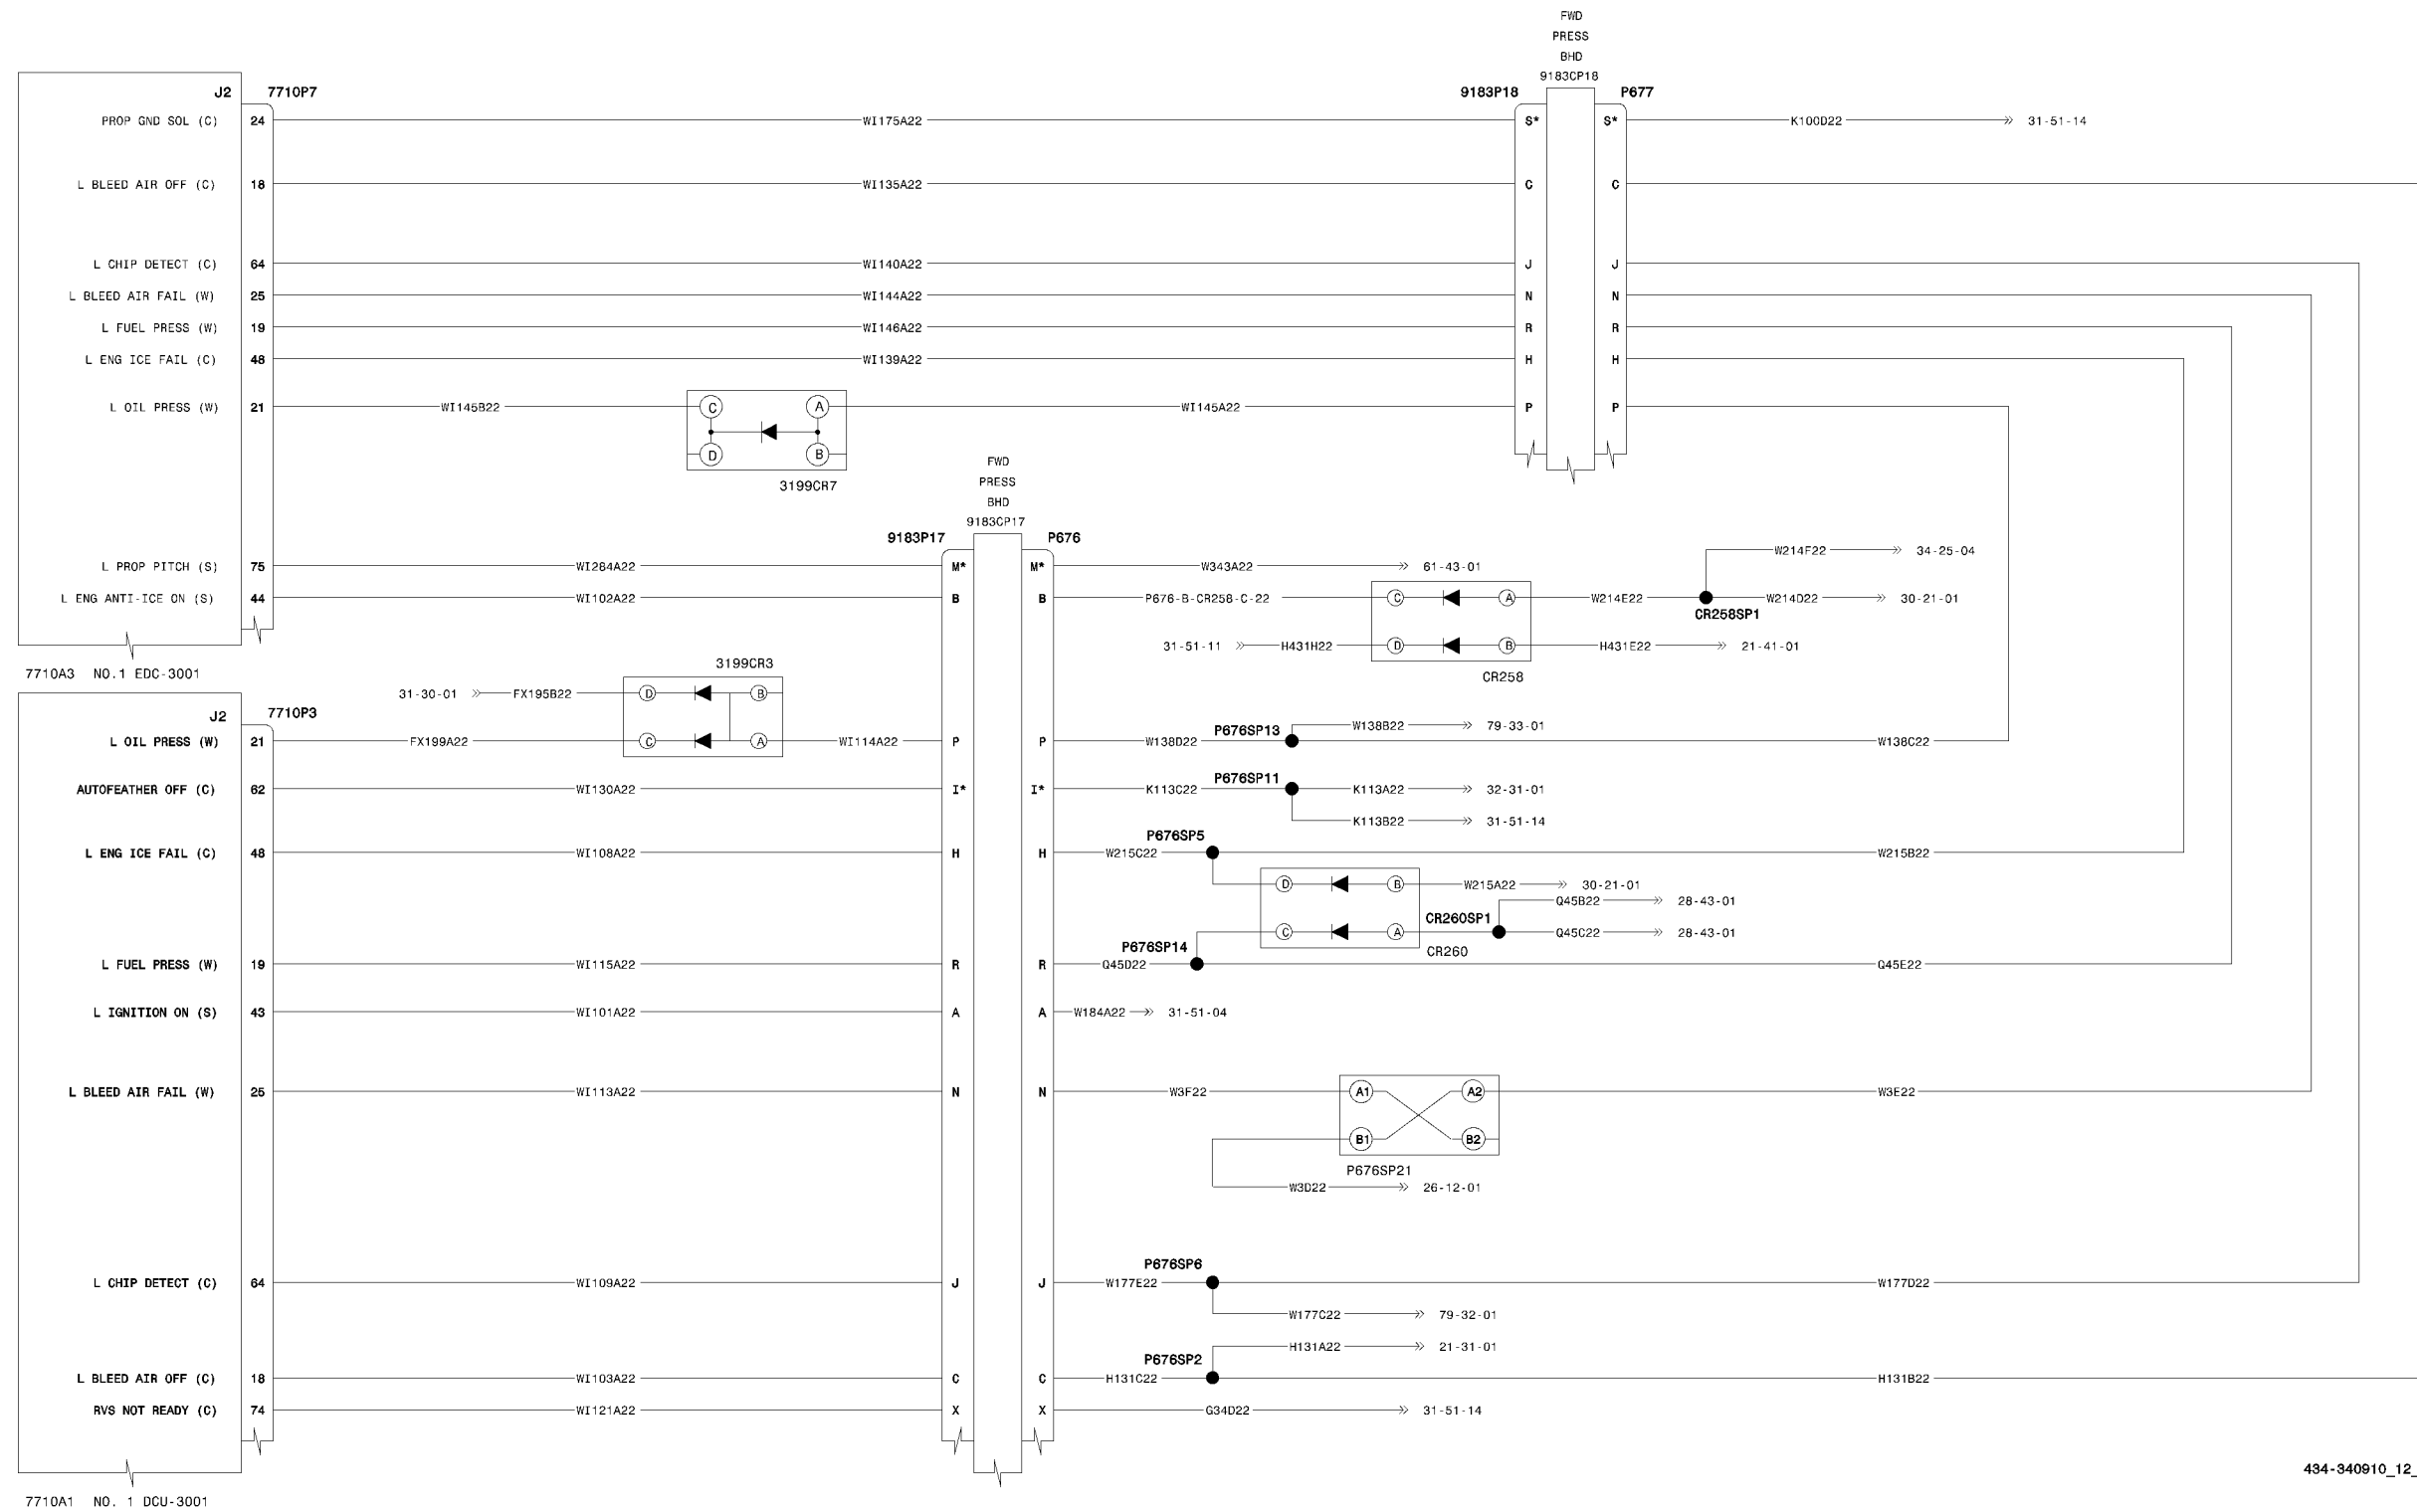 FWD
PRESS
BHD
9183CP18
J2 7710P7 9183P18 P677
PROP GND SOL (C) 24 WI175A22 S* S* K100D22 31-51-14
L BLEED AIR OFF (C) 18 WI135A22 C C
L CHIP DETECT (C) 64 WI140A22 J J
L BLEED AIR FAIL (W) 25 WI144A22 N N
L FUEL PRESS (W) 19 WI146A22 R R
L ENG ICE FAIL (C) 48 WI139A22 H H
L OIL PRESS (W) 21 WI145B22 C A WI145A22 P P
D B
3199CR7
FWD
PRESS
BHD
9183CP17
9183P17 P676
W214F22 34-25-04
L PROP PITCH (S) 75 WI264A22 M* M* W343A22 61-43-01
L ENG ANTI-ICE ON (S) 44 WI102A22 B B P676-B-CR258-C-22 C A W214E22 W214D22 30-21-01
CR258SP1
31-51-11 H431H22 D B H431E22 21-41-01
CR258
7710A3 NO.1 EDC-3001
3199CR3
31-30-01 FX195B22 D B
J2 7710P3
W138B22 79-33-01
P676SP13
L OIL PRESS (W) 21 FX199A22 C A WI114A22 P P W138D22 W138C22
P676SP11
AUTOFEATHER OFF (C) 62 WI130A22 I* I* K113C22 K113A22 32-31-01
K113B22 31-51-14
P676SP5
L ENG ICE FAIL (C) 48 WI108A22 H H W215C22 W215B22
D B W215A22 30-21-01
Q45B22 28-43-01
CR260SP1
C A Q45C22 28-43-01
P676SP14 CR260
L FUEL PRESS (W) 19 WI115A22 R R Q45D22 Q45E22
L IGNITION ON (S) 43 WI101A22 A A W184A22 31-51-04
L BLEED AIR FAIL (W) 25 WI113A22 N N W3F22 A1 A2 W3E22
B1 B2
P676SP21
W3D22 26-12-01
P676SP6
L CHIP DETECT (C) 64 WI109A22 J J W177E22 W177D22
W177C22 79-32-01
H131A22 21-31-01
P676SP2
L BLEED AIR OFF (C) 18 WI103A22 C C H131C22 H131B22
RVS NOT READY (C) 74 WI121A22 X X G34D22 31-51-14
434-340910_12_
7710A1 NO. 1 DCU-3001